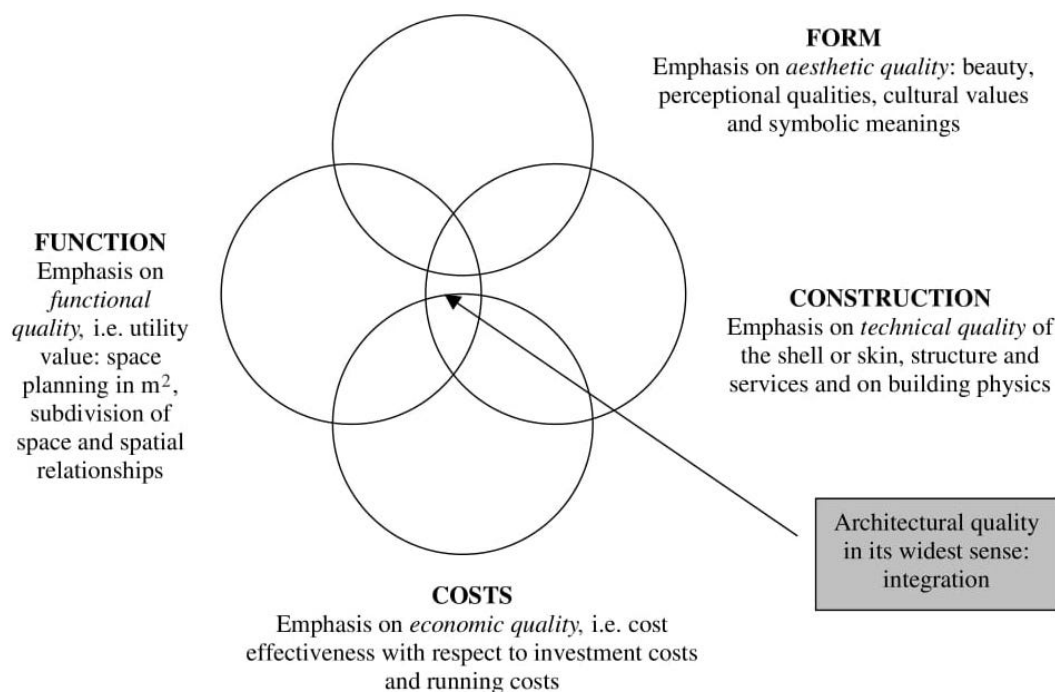 FORM
Emphasis on aesthetic quality: beauty,
perceptional qualities, cultural values
and symbolic meanings
FUNCTION
Emphasis on
functional
quality, i.e. utility
value: space
planning in m²,
subdivision of
space and spatial
relationships
CONSTRUCTION
Emphasis on technical quality of
the shell or skin, structure and
services and on building physics
Architectural quality
in its widest sense:
integration
COSTS
Emphasis on economic quality, i.e. cost
effectiveness with respect to investment costs
and running costs